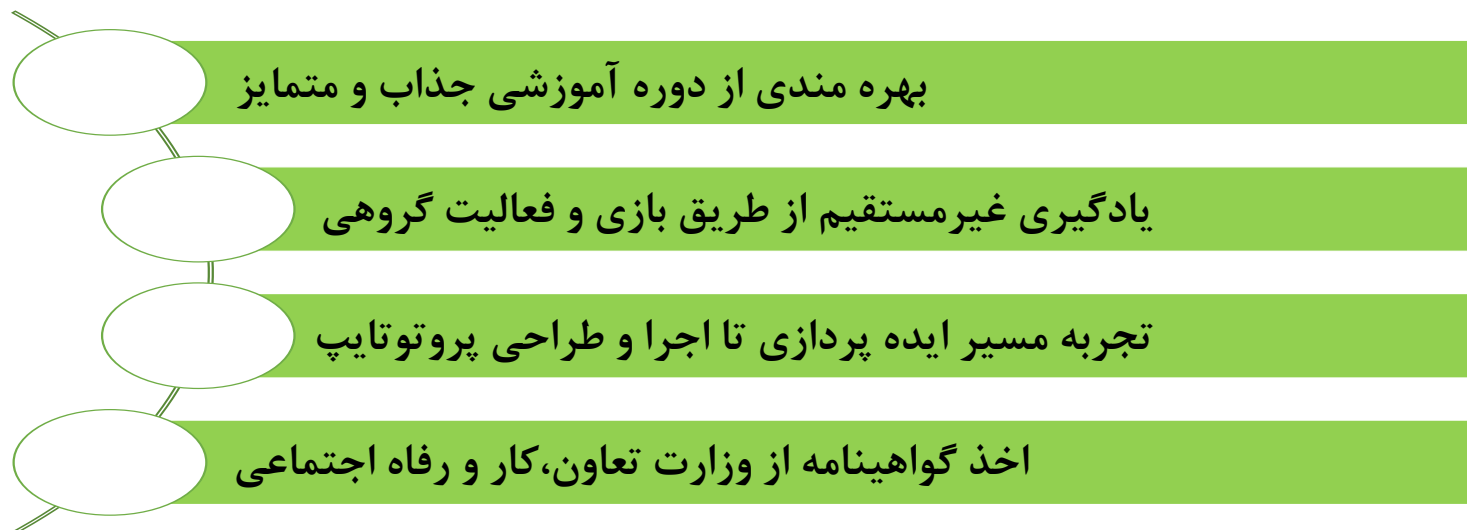 بهره مندی از دوره آموزشی جذاب و متمایز
یادگیری غیرمستقیم از طریق بازی و فعالیت گروهی
تجربه مسیر ایده پردازی تا اجرا و طراحی پروتوتایپ
اخذ گواهینامه از وزارت تعاون،کار و رفاه اجتماعی